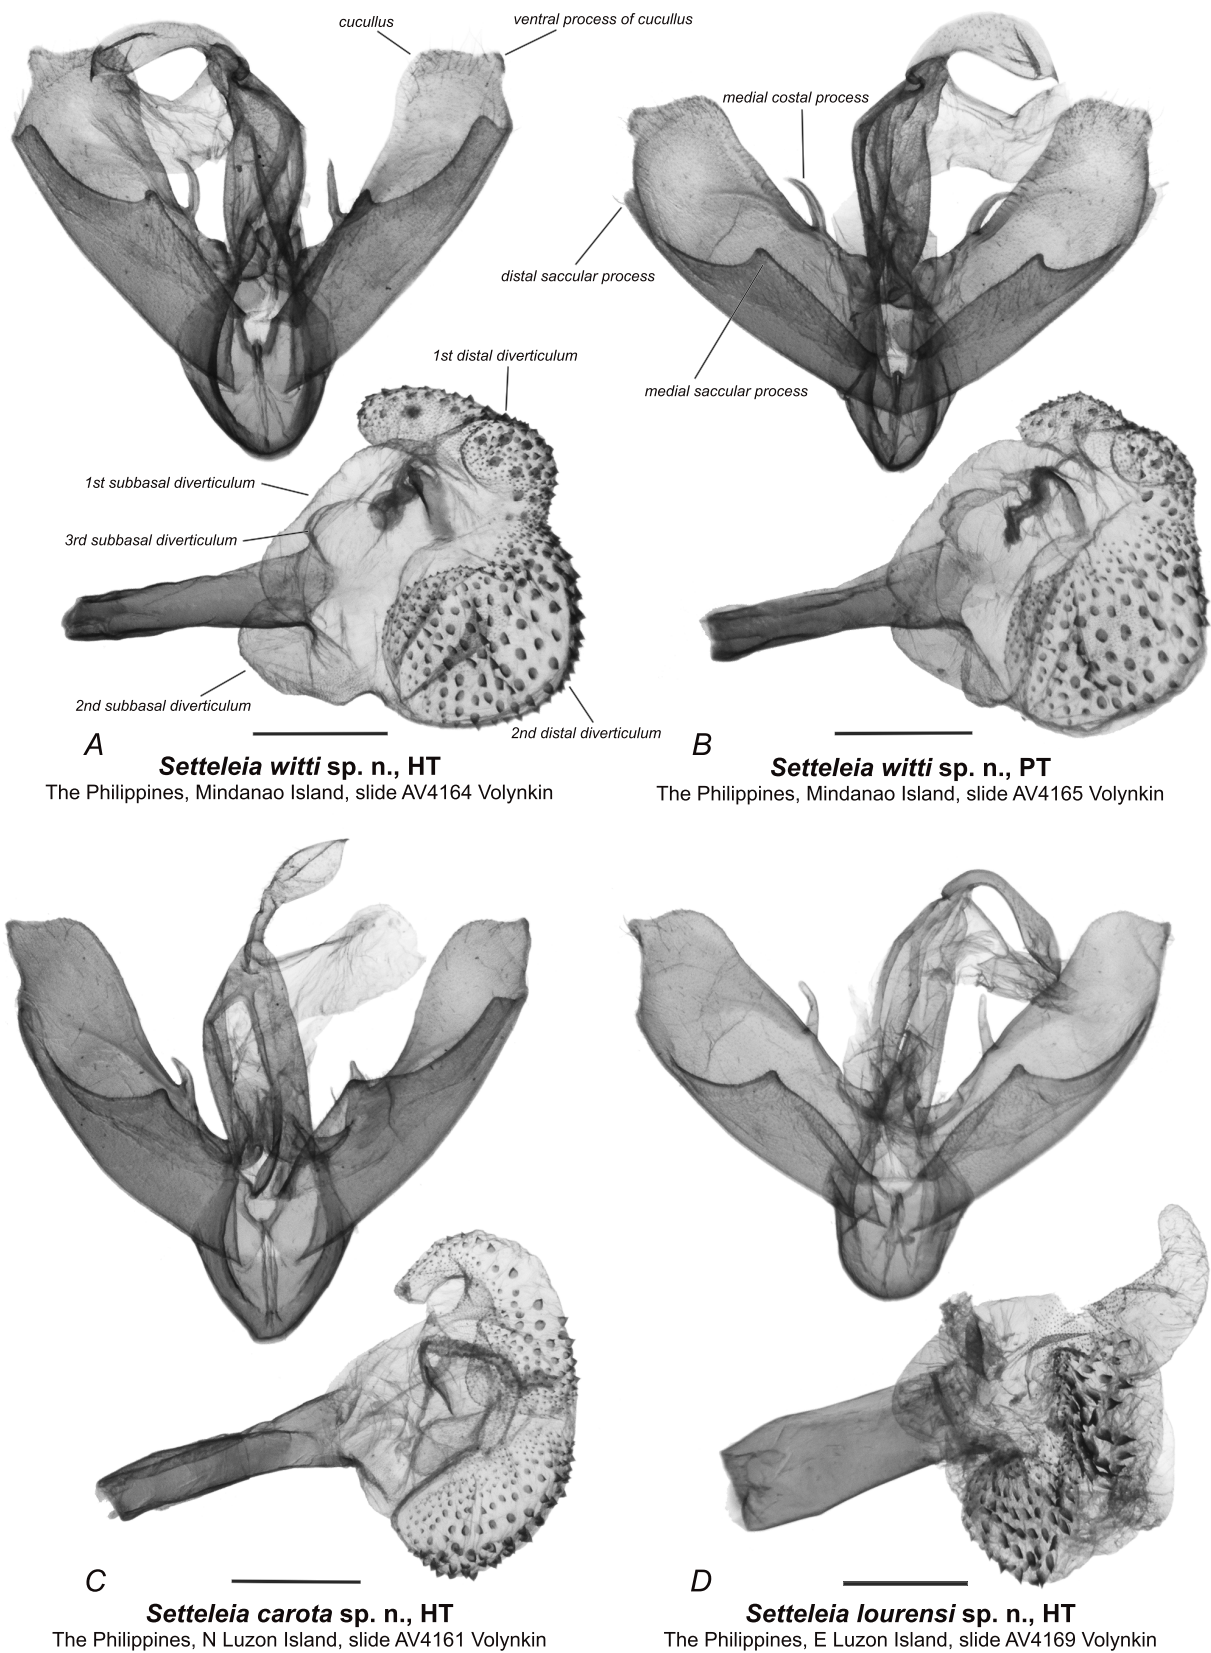 cucullus
ventral process of cucullus
medial costal process
distal saccular process
1st distal diverticulum
medial saccular process
1st subbasal diverticulum
3rd subbasal diverticulum
2nd subbasal diverticulum
2nd distal diverticulum
A
Setteleia witti sp. n., HT
The Philippines, Mindanao Island, slide AV4164 Volynkin
B
Setteleia witti sp. n., PT
The Philippines, Mindanao Island, slide AV4165 Volynkin
C
Setteleia carota sp. n., HT
The Philippines, N Luzon Island, slide AV4161 Volynkin
D
Setteleia lourensi sp. n., HT
The Philippines, E Luzon Island, slide AV4169 Volynkin